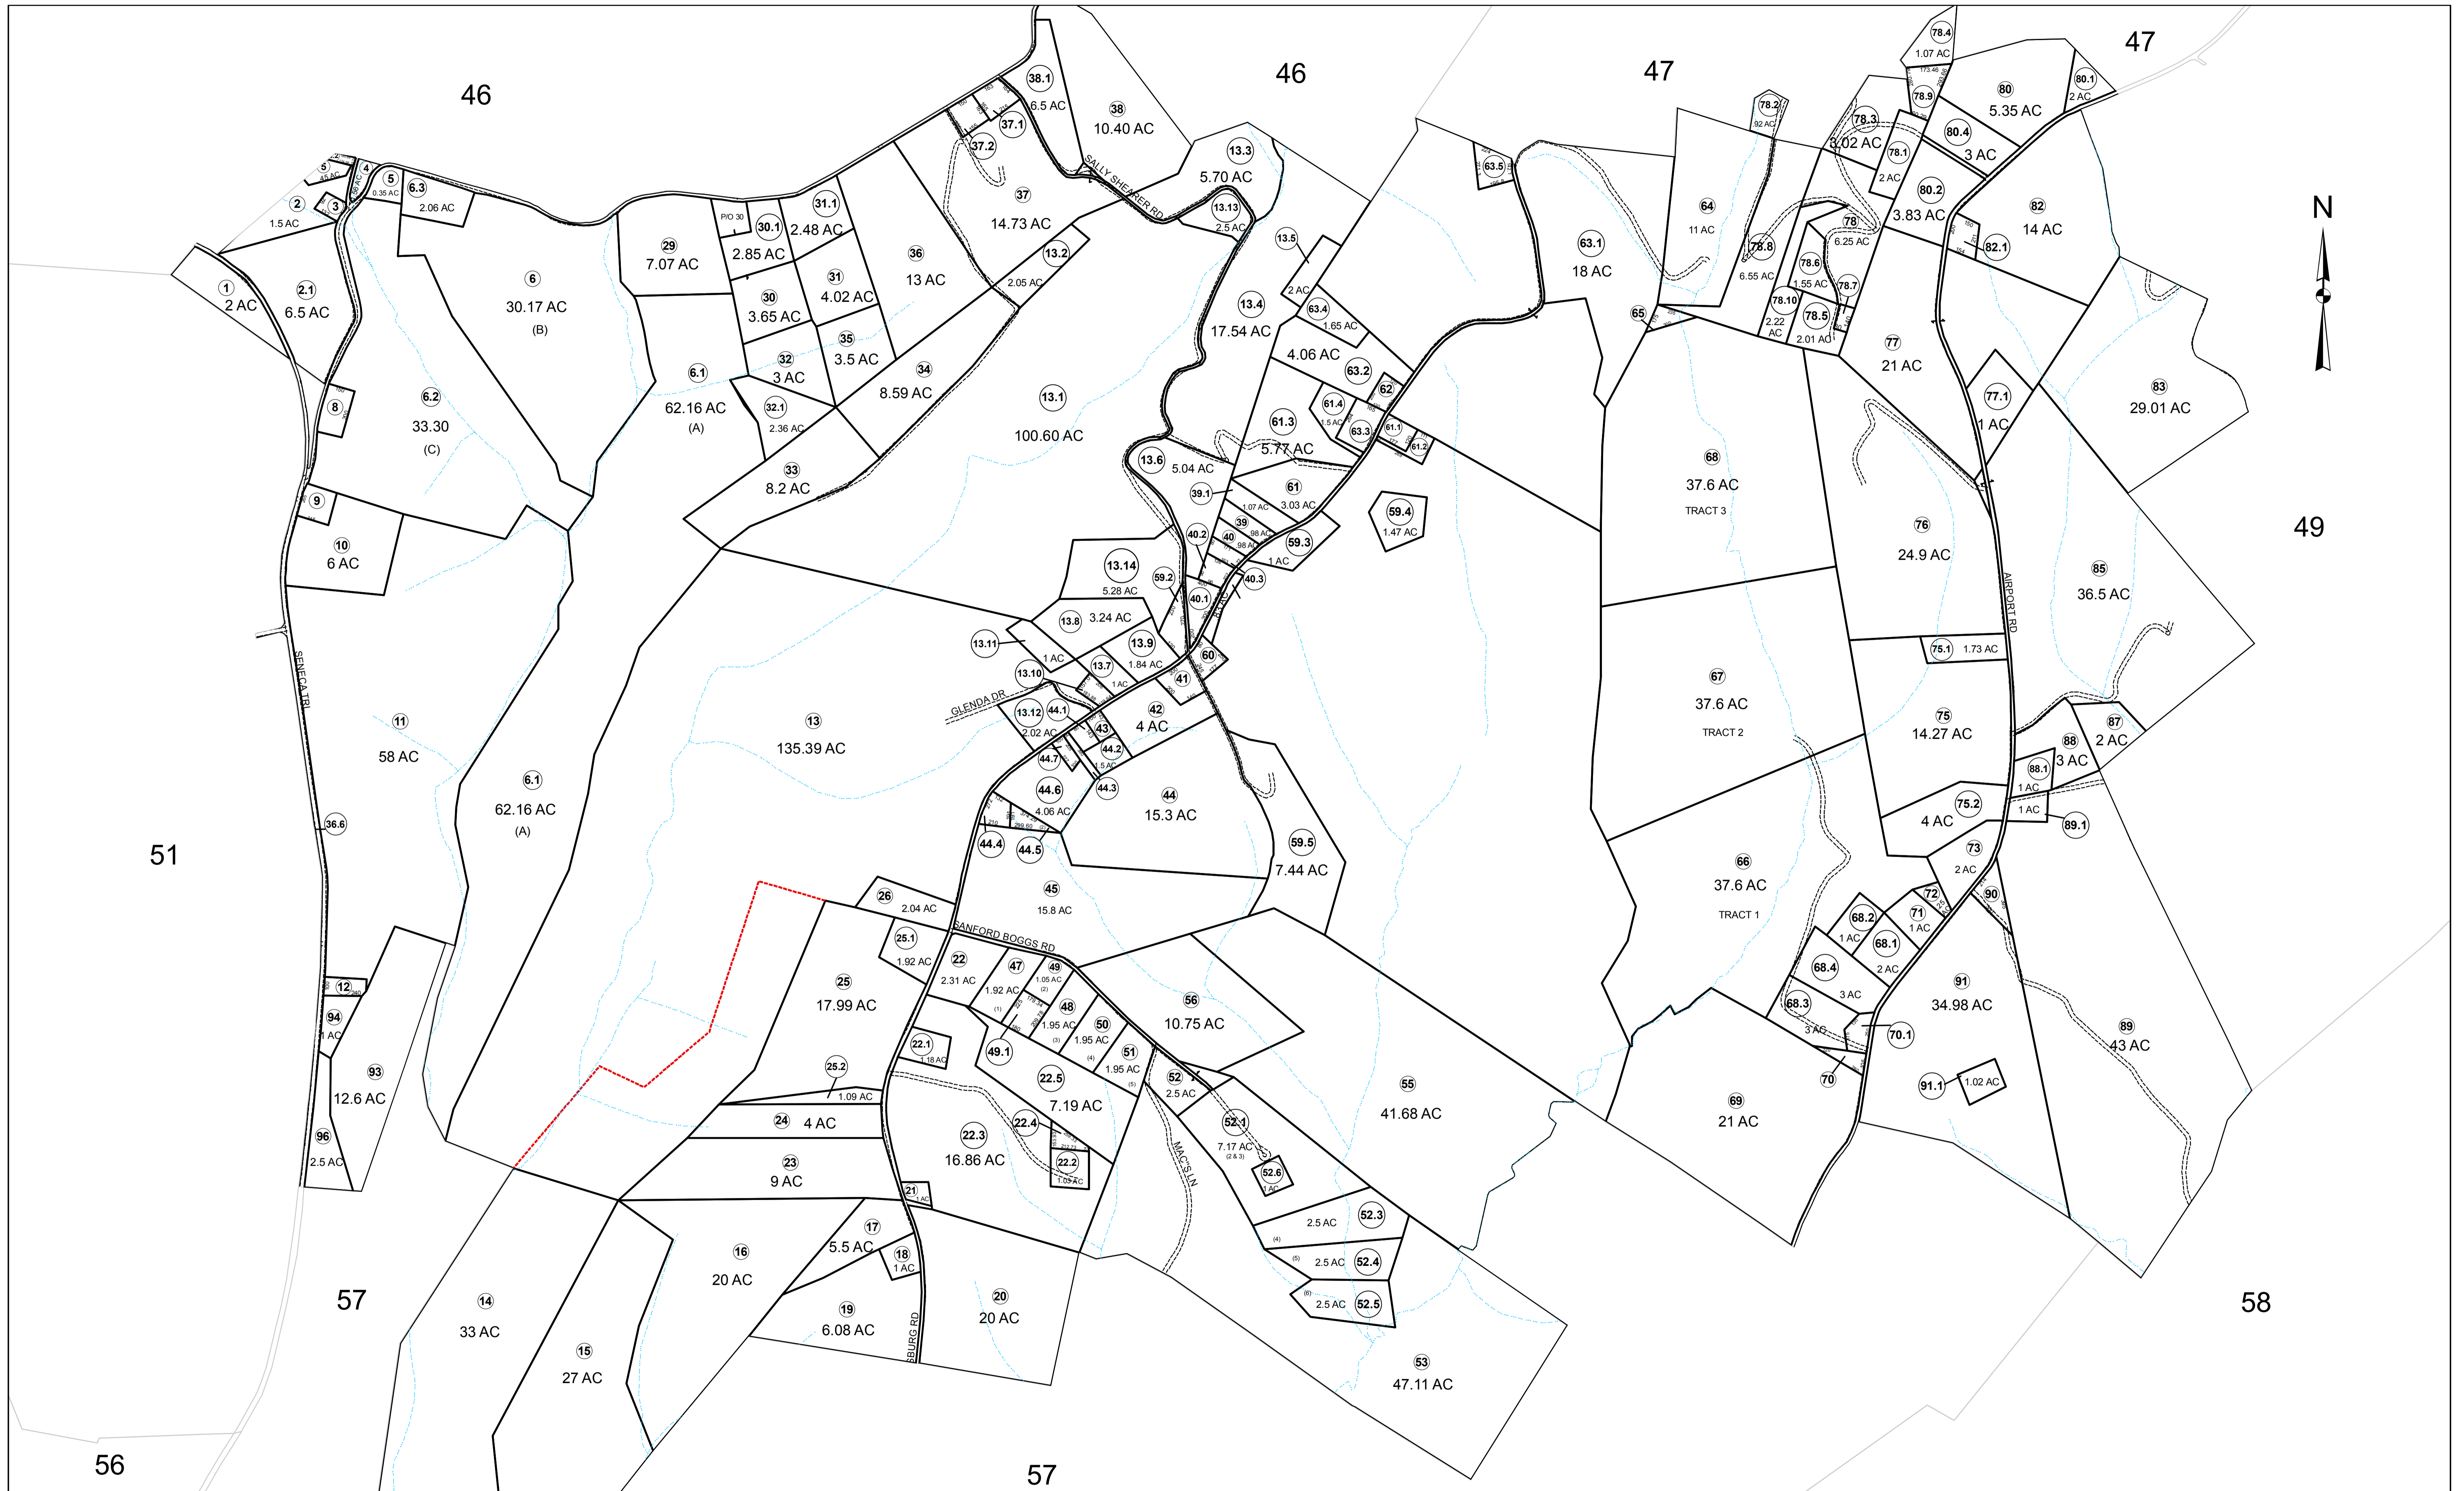 46
46
47
47
N
49
51
56
57
57
58
SALLY SHEARER RD
SENECA TRL
GLENDA DR
SANFORD BOGGS RD
MAC'S LN
AIRPORT RD
SBURG RD
1
2 AC
2
1.5 AC
2.1
6.5 AC
3
4
5
.45 AC
5
0.35 AC
6.3
2.06 AC
6
30.17 AC
(B)
6.2
33.30
(C)
8
9
10
6 AC
11
58 AC
36.6
6.1
62.16 AC
(A)
6.1
62.16 AC
(A)
12
240
94
1 AC
93
12.6 AC
96
2.5 AC
29
7.07 AC
P/O 30
30.1
2.85 AC
31.1
2.48 AC
30
3.65 AC
31
4.02 AC
32
3 AC
32.1
2.36 AC
35
3.5 AC
36
13 AC
34
8.59 AC
33
8.2 AC
37
14.73 AC
37.1
37.2
38.1
6.5 AC
38
10.40 AC
13.3
5.70 AC
13.13
2.5 AC
13.2
2.05 AC
13.1
100.60 AC
13.4
17.54 AC
13.5
2 AC
13.6
5.04 AC
13.14
5.28 AC
13.8
3.24 AC
13.11
1 AC
13.9
1.84 AC
13.7
1 AC
13.10
13.12
2.02 AC
13
135.39 AC
63.4
1.65 AC
4.06 AC
63.2
62
61.4
1.5 AC
63.3
61.1
61.2
61.3
5.77 AC
61
3.03 AC
39.1
1.07 AC
39
.98 AC
40
.98 AC
40.2
40.1
40.3
.83 AC
59.2
59.3
1 AC
59.4
1.47 AC
60
41
42
4 AC
43
44.1
44.2
1.5 AC
44.3
44.7
44.6
4.06 AC
44.4
210
44.5
299.60
44
15.3 AC
59.5
7.44 AC
45
15.8 AC
26
2.04 AC
25.1
1.92 AC
25
17.99 AC
25.2
1.09 AC
24
4 AC
23
9 AC
22
2.31 AC
47
1.92 AC
(1)
49
1.05 AC
(2)
179.34
49.1
48
1.95 AC
(3)
50
1.95 AC
(4)
51
1.95 AC
(5)
22.1
1.18 AC
22.5
7.19 AC
22.4
212.73
22.2
1.03 AC
22.3
16.86 AC
21
1 AC
17
5.5 AC
18
1 AC
16
20 AC
19
6.08 AC
20
20 AC
14
33 AC
15
27 AC
52
2.5 AC
52.1
7.17 AC
(2 & 3)
52.6
1 AC
52.3
2.5 AC
(4)
52.4
2.5 AC
(5)
52.5
2.5 AC
(6)
53
47.11 AC
55
41.68 AC
56
10.75 AC
63.5
63.1
18 AC
64
11 AC
65
78.2
.92 AC
78.4
1.07 AC
173.46
78.9
78.3
3.02 AC
78.1
2 AC
78
6.25 AC
78.8
6.55 AC
78.6
1.55 AC
78.7
78.10
2.22
AC
78.5
2.01 AC
80
5.35 AC
80.1
2 AC
80.4
3 AC
80.2
3.83 AC
82
14 AC
82.1
83
29.01 AC
77
21 AC
77.1
1 AC
68
37.6 AC
TRACT 3
67
37.6 AC
TRACT 2
66
37.6 AC
TRACT 1
76
24.9 AC
75.1
1.73 AC
75
14.27 AC
75.2
4 AC
85
36.5 AC
87
2 AC
88
3 AC
88.1
1 AC
1 AC
89.1
73
2 AC
72
71
1 AC
90
68.2
1 AC
68.1
2 AC
68.4
3 AC
68.3
3 AC
70.1
70
69
21 AC
91
34.98 AC
91.1
1.02 AC
89
43 AC